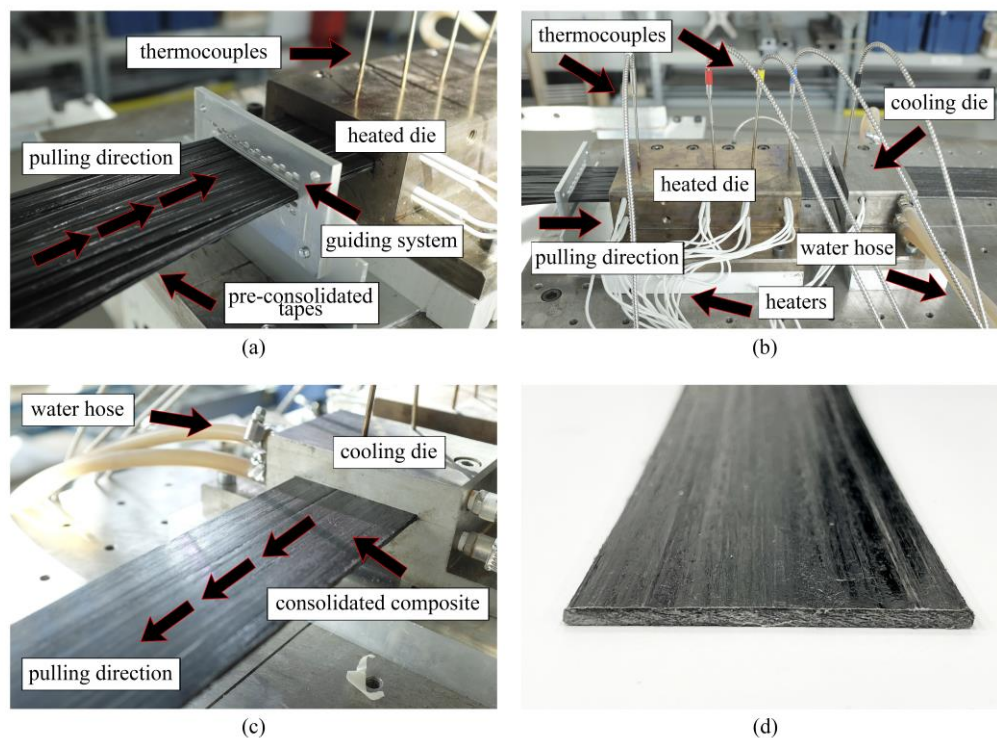 thermocouples
heated die
pulling direction
guiding system
pre-consolidated
tapes
(a)
thermocouples
cooling die
heated die
pulling direction
water hose
heaters
(b)
water hose
cooling die
consolidated composite
pulling direction
(c)
(d)